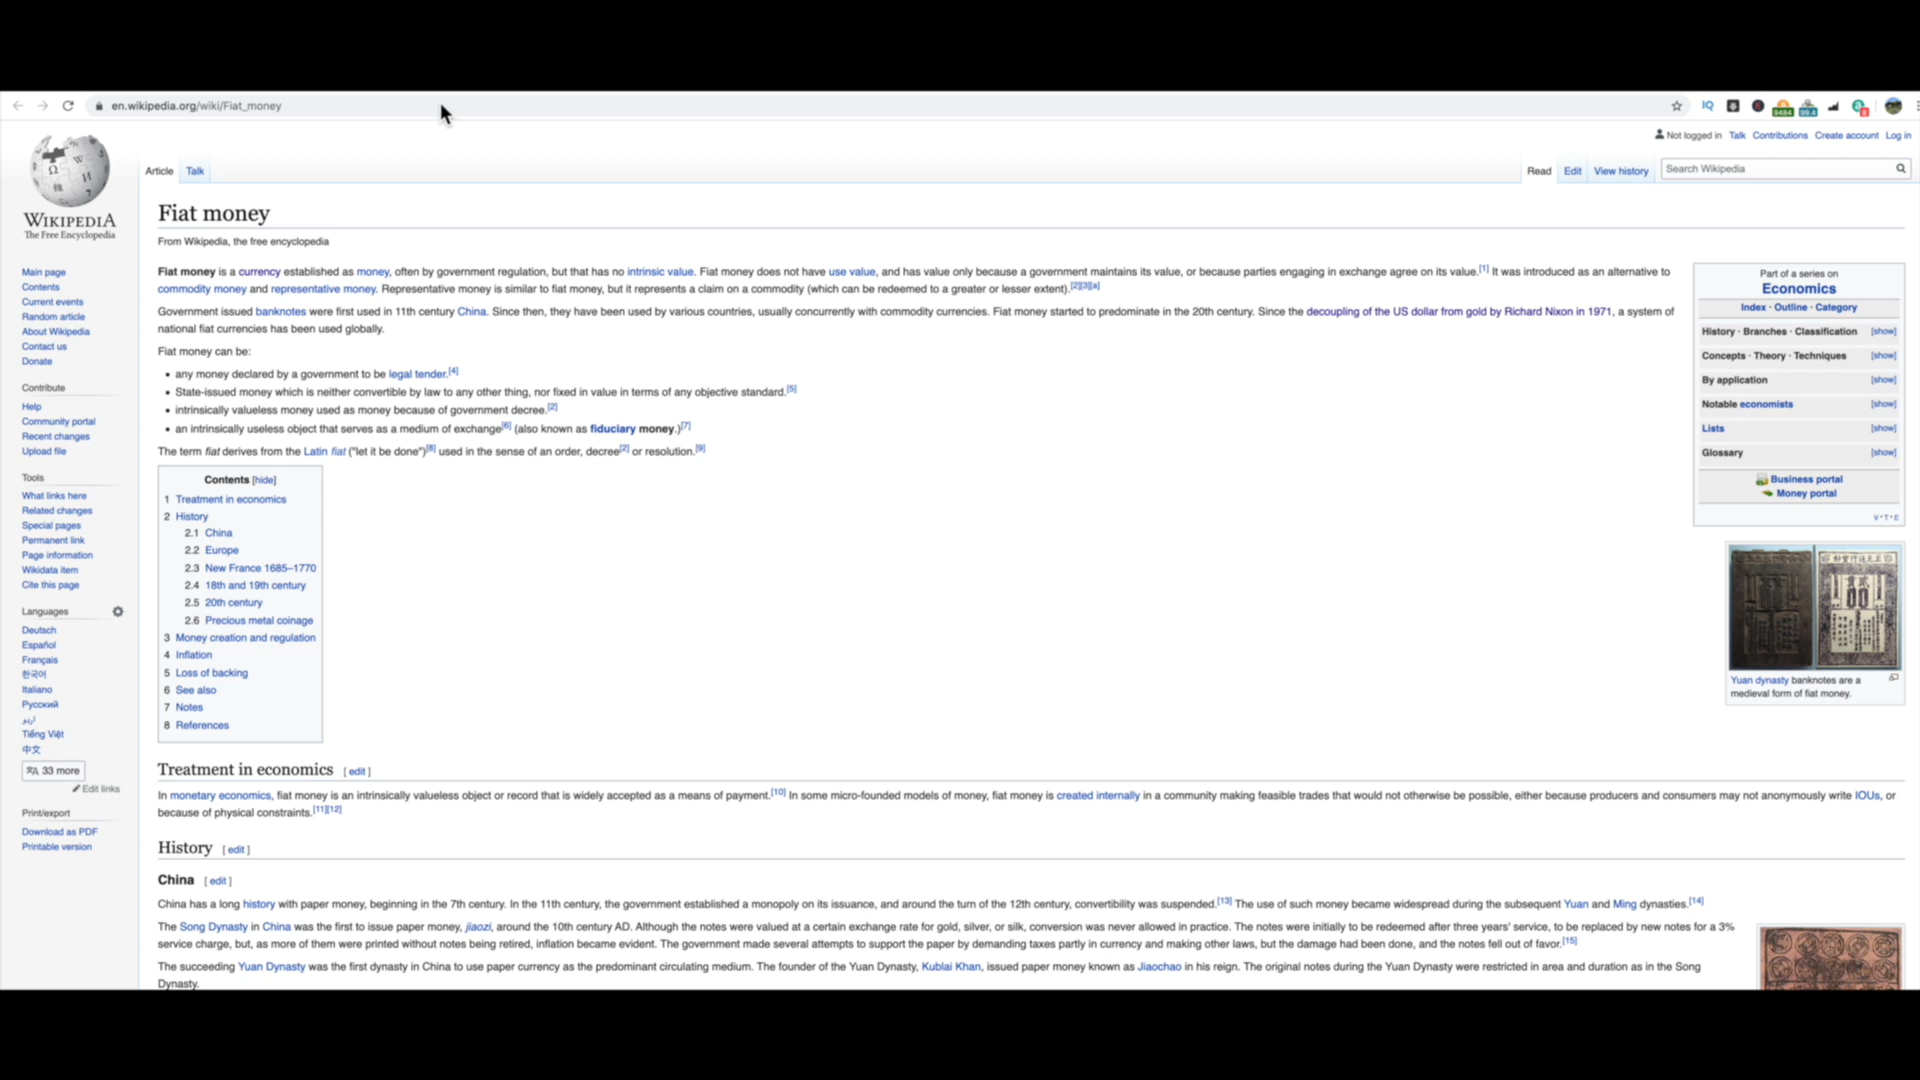 en.wikipedia.org/wiki/Fiat_money
IQ
9484
99.4
8
Not logged in Talk Contributions Create account Log in
Article Talk
Read Edit View history Search Wikipedia
WIKIPEDIA
The Free Encyclopedia
Main page
Contents
Current events
Random article
About Wikipedia
Contact us
Donate
Contribute
Help
Community portal
Recent changes
Upload file
Tools
What links here
Related changes
Special pages
Permanent link
Page information
Wikidata item
Cite this page
Languages
Deutsch
Español
Français
한국어
Italiano
Русский
اردو
Tiếng Việt
中文
33 more
Edit links
Print/export
Download as PDF
Printable version
Fiat money
From Wikipedia, the free encyclopedia
Fiat money is a currency established as money, often by government regulation, but that has no intrinsic value. Fiat money does not have use value, and has value only because a government maintains its value, or because parties engaging in exchange agree on its value.[1] It was introduced as an alternative to
commodity money and representative money. Representative money is similar to fiat money, but it represents a claim on a commodity (which can be redeemed to a greater or lesser extent).[2][3][a]
Government issued banknotes were first used in 11th century China. Since then, they have been used by various countries, usually concurrently with commodity currencies. Fiat money started to predominate in the 20th century. Since the decoupling of the US dollar from gold by Richard Nixon in 1971, a system of
national fiat currencies has been used globally.
Fiat money can be:
• any money declared by a government to be legal tender.[4]
• State-issued money which is neither convertible by law to any other thing, nor fixed in value in terms of any objective standard.[5]
• intrinsically valueless money used as money because of government decree.[2]
• an intrinsically useless object that serves as a medium of exchange[6] (also known as fiduciary money.)[7]
The term fiat derives from the Latin fiat ("let it be done")[8] used in the sense of an order, decree[2] or resolution.[9]
Contents [hide]
1 Treatment in economics
2 History
2.1 China
2.2 Europe
2.3 New France 1685–1770
2.4 18th and 19th century
2.5 20th century
2.6 Precious metal coinage
3 Money creation and regulation
4 Inflation
5 Loss of backing
6 See also
7 Notes
8 References
Part of a series on
Economics
Index · Outline · Category
History · Branches · Classification [show]
Concepts · Theory · Techniques [show]
By application [show]
Notable economists [show]
Lists [show]
Glossary [show]
Business portal
Money portal
V·T·E
Yuan dynasty banknotes are a
medieval form of fiat money.
Treatment in economics [ edit ]
In monetary economics, fiat money is an intrinsically valueless object or record that is widely accepted as a means of payment.[10] In some micro-founded models of money, fiat money is created internally in a community making feasible trades that would not otherwise be possible, either because producers and consumers may not anonymously write IOUs, or
because of physical constraints.[11][12]
History [ edit ]
China [ edit ]
China has a long history with paper money, beginning in the 7th century. In the 11th century, the government established a monopoly on its issuance, and around the turn of the 12th century, convertibility was suspended.[13] The use of such money became widespread during the subsequent Yuan and Ming dynasties.[14]
The Song Dynasty in China was the first to issue paper money, jiaozi, around the 10th century AD. Although the notes were valued at a certain exchange rate for gold, silver, or silk, conversion was never allowed in practice. The notes were initially to be redeemed after three years' service, to be replaced by new notes for a 3%
service charge, but, as more of them were printed without notes being retired, inflation became evident. The government made several attempts to support the paper by demanding taxes partly in currency and making other laws, but the damage had been done, and the notes fell out of favor.[15]
The succeeding Yuan Dynasty was the first dynasty in China to use paper currency as the predominant circulating medium. The founder of the Yuan Dynasty, Kublai Khan, issued paper money known as Jiaochao in his reign. The original notes during the Yuan Dynasty were restricted in area and duration as in the Song
Dynasty.